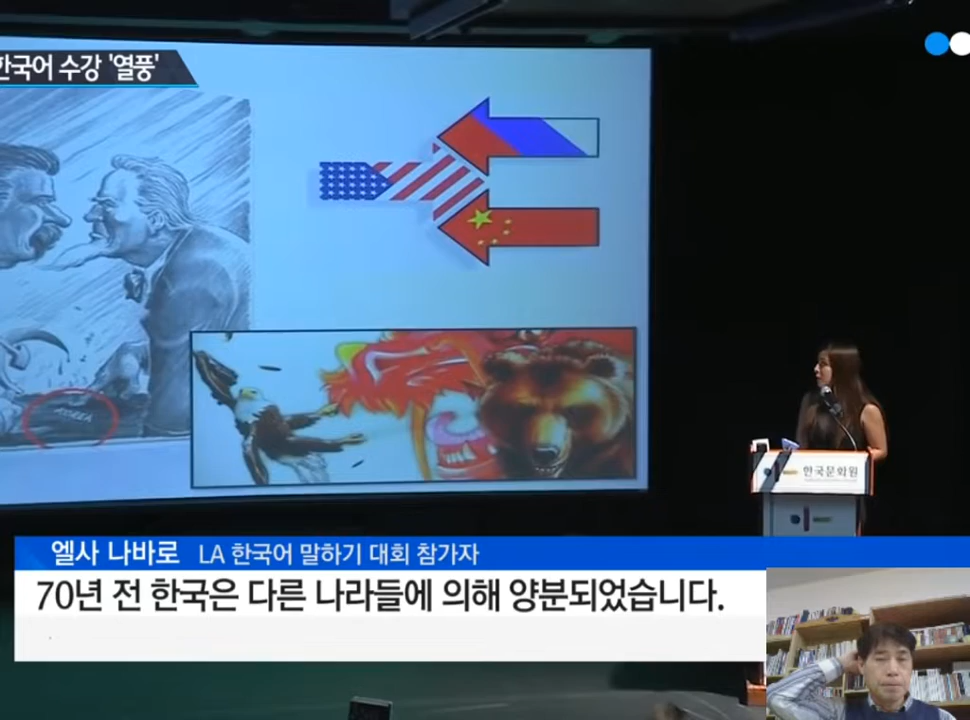 한국어 수강 '열풍'
KOREA
한국문화원
엘사 나바로 LA 한국어 말하기 대회 참가자
70년 전 한국은 다른 나라들에 의해 양분되었습니다.